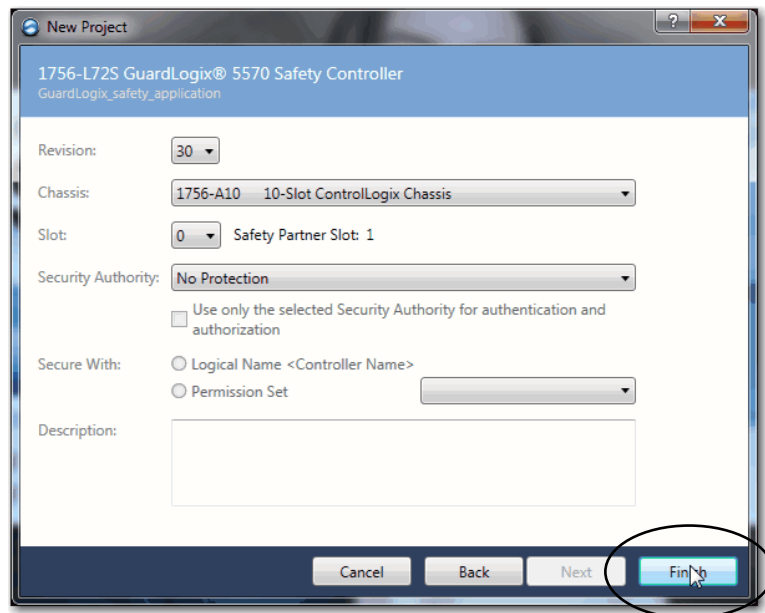 New Project
?
1756-L72S GuardLogix® 5570 Safety Controller
GuardLogix_safety_application
Revision: 30
Chassis: 1756-A10 10-Slot ControlLogix Chassis
Slot: 0 Safety Partner Slot: 1
Security Authority: No Protection
Use only the selected Security Authority for authentication and
authorization
Secure With: Logical Name <Controller Name>
Permission Set
Description:
Cancel Back Next Finish